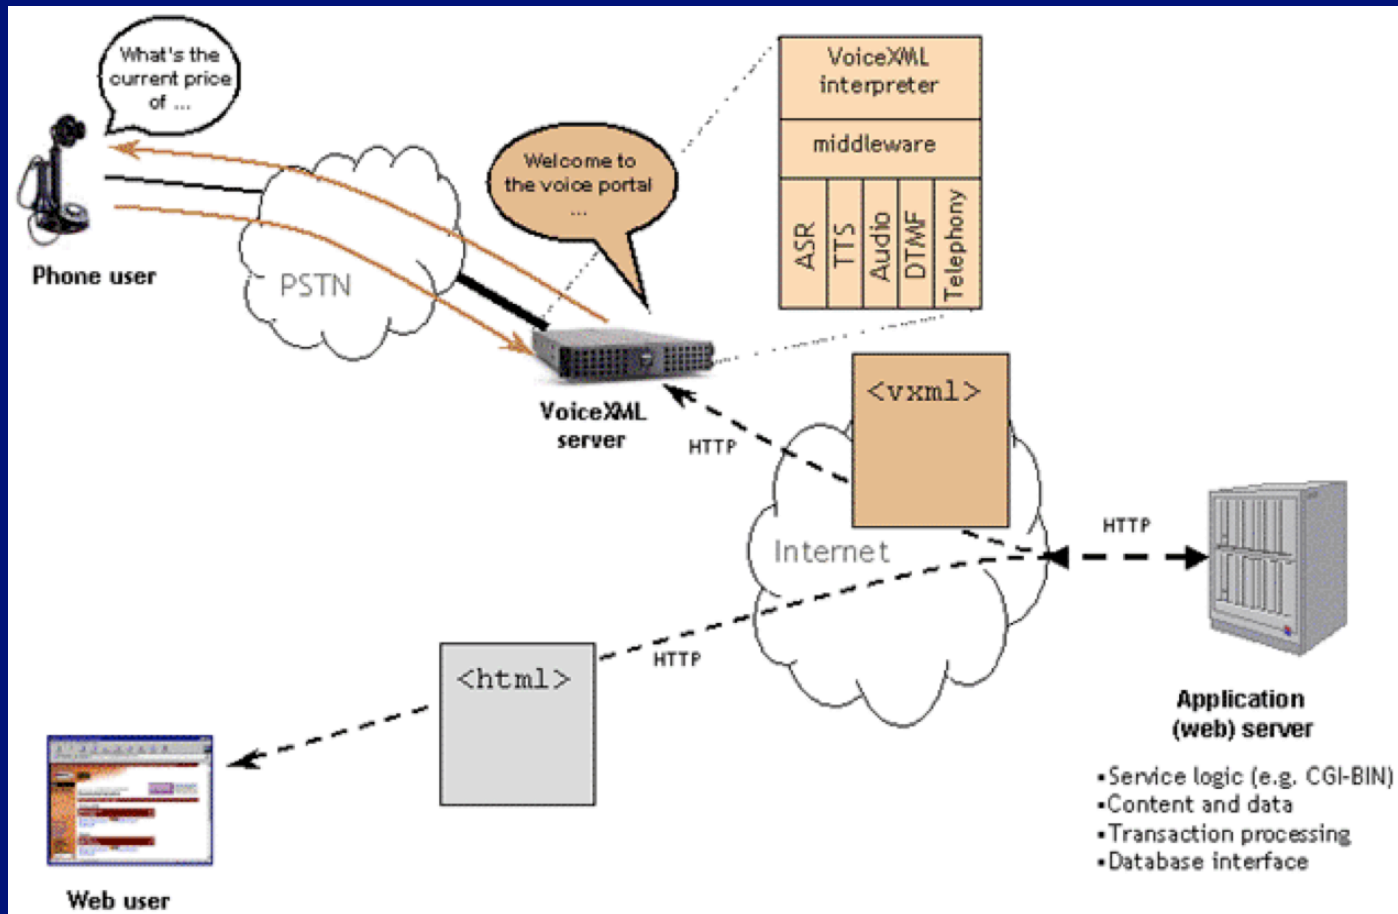 What's the
current price
of ...
Welcome to
the voice portal
...
VoiceXML
interpreter
middleware
ASR
TTS
Audio
DTMF
Telephony
Phone user
PSTN
VoiceXML
server
<vxml>
HTTP
HTTP
Internet
<html>
HTTP
Application
(web) server
▪Service logic (e.g. CGI-BIN)
▪Content and data
▪Transaction processing
▪Database interface
Web user